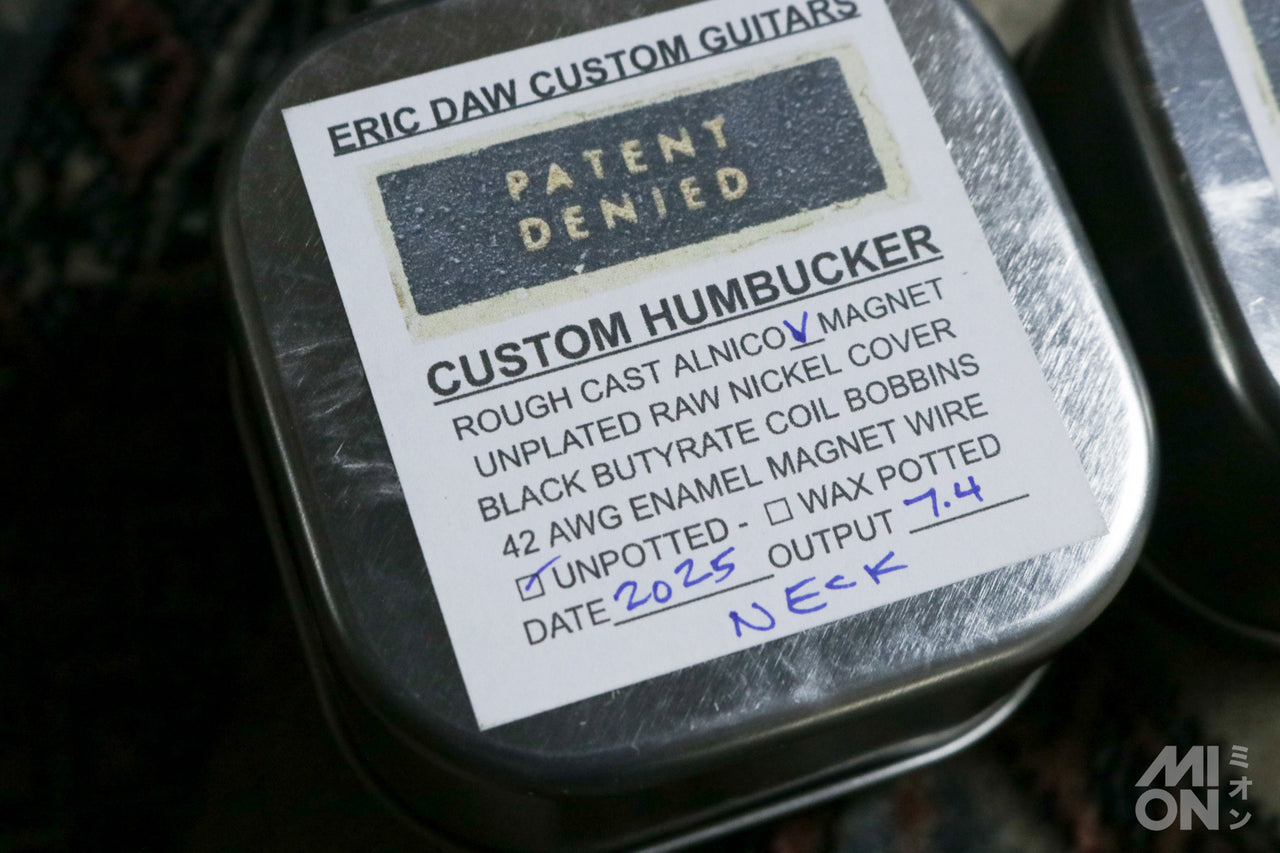 ERIC DAW CUSTOM GUITARS
PATENT
DENIED
CUSTOM HUMBUCKER
ROUGH CAST ALNICO V MAGNET
UNPLATED RAW NICKEL COVER
BLACK BUTYRATE COIL BOBBINS
42 AWG ENAMEL MAGNET WIRE
☑ UNPOTTED - ☐ WAX POTTED
DATE 2025 OUTPUT 7.4
NECK
MI
ON
ミオン